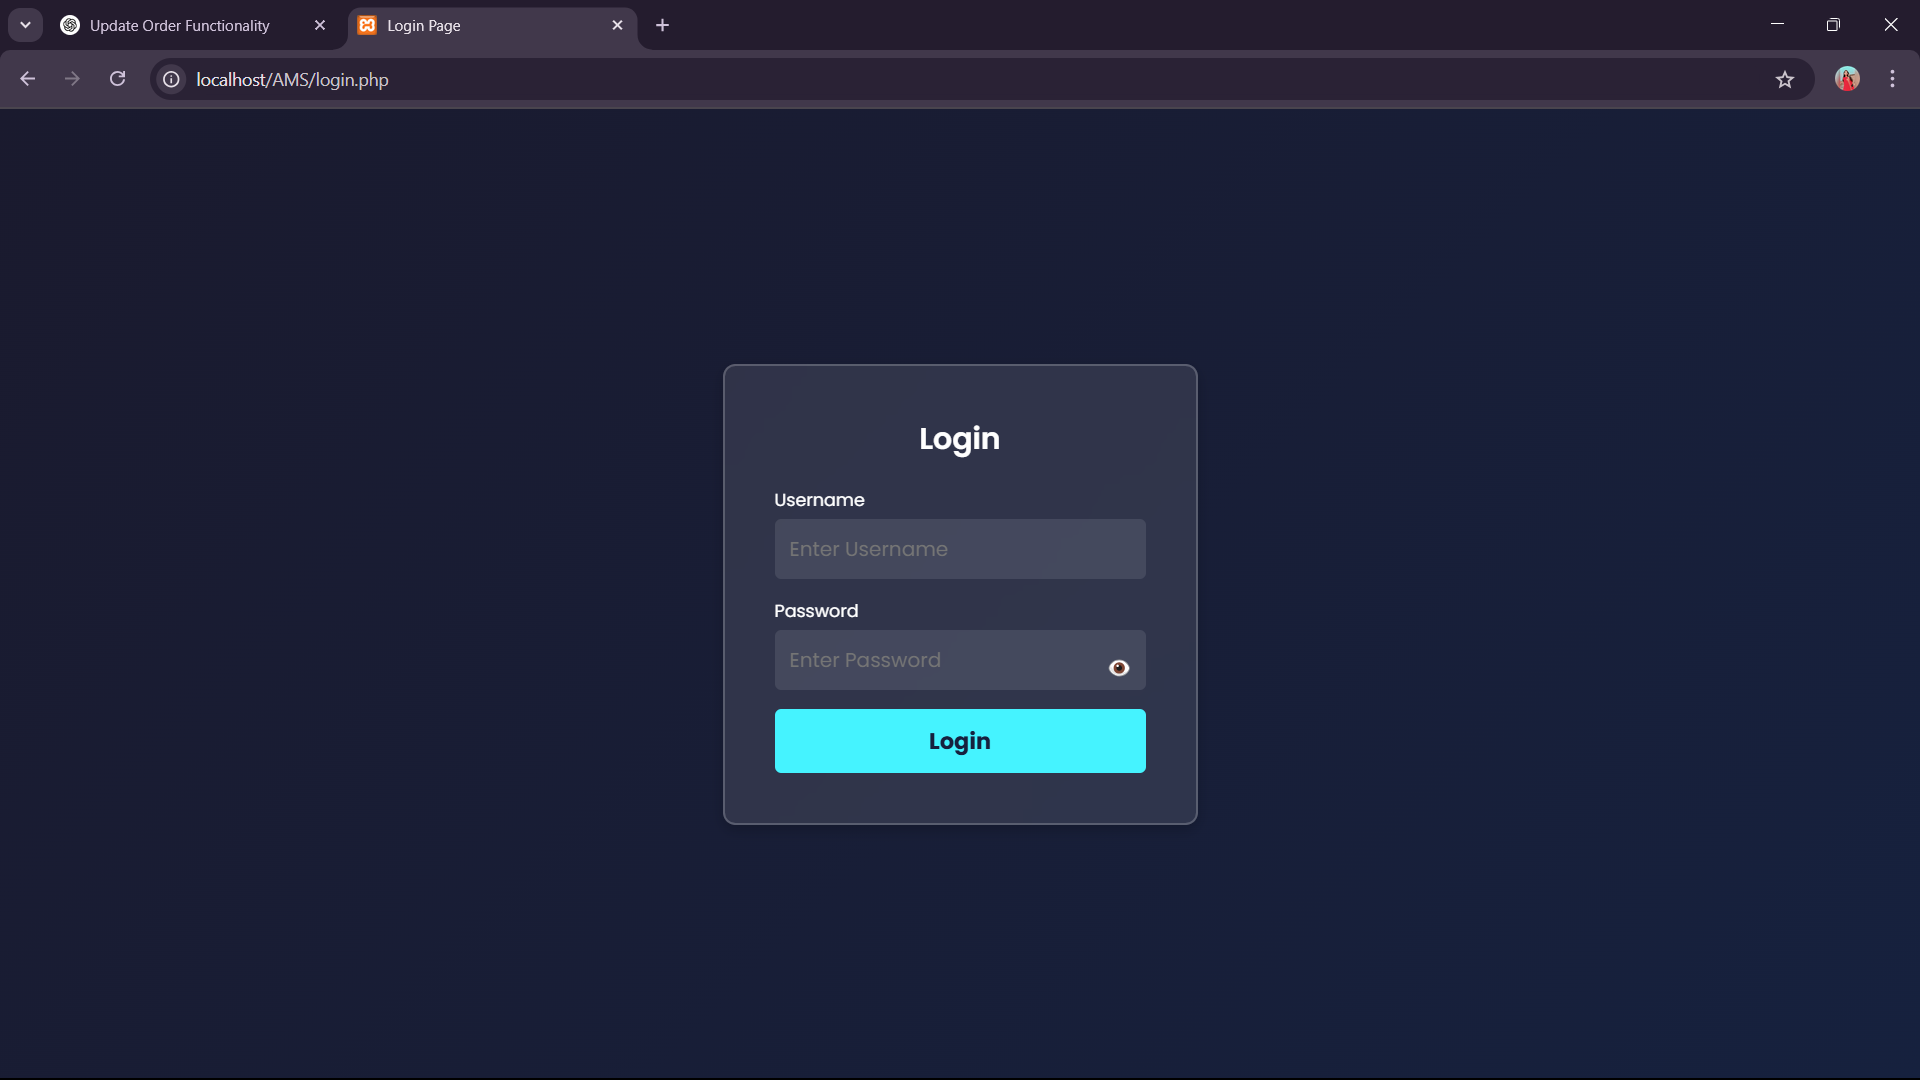 Update Order Functionality
Login Page
localhost/AMS/login.php
Login
Username
Enter Username
Password
Enter Password
Login